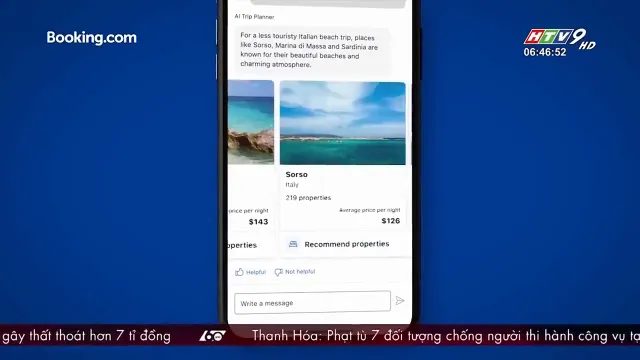 Booking.com
HTV9 HD
06:46:52
AI Trip Planner
For a less touristy Italian beach trip, places
like Sorso, Marina di Massa and Sardinia are
known for their beautiful beaches and
charming atmosphere.
Sorso
Italy
219 properties
price per night
$143
Average price per night
$126
operties
Recommend properties
Helpful
Not helpful
Write a message
gây thất thoát hơn 7 tỉ đồng
Thanh Hóa: Phạt tù 7 đối tượng chống người thi hành công vụ tạ